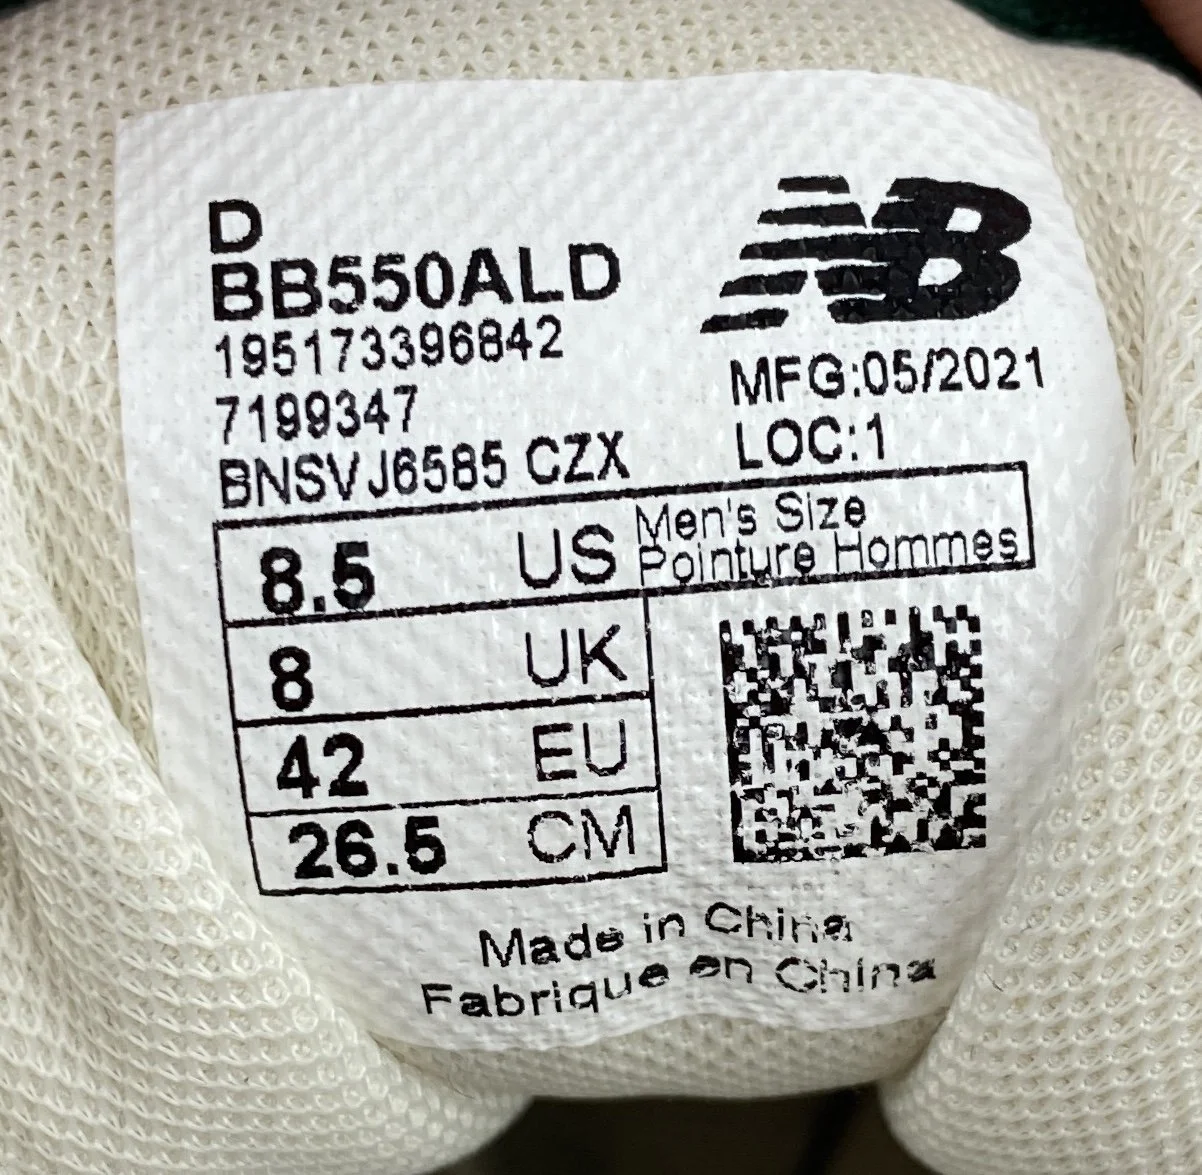 D
BB550ALD
195173396842
7199347
BNSVJ6585 CZX
NB
MFG:05/2021
LOC:1
8.5 US Men's Size
Pointure Hommes
8 UK
42 EU
26.5 CM
Made in China
Fabrique en China